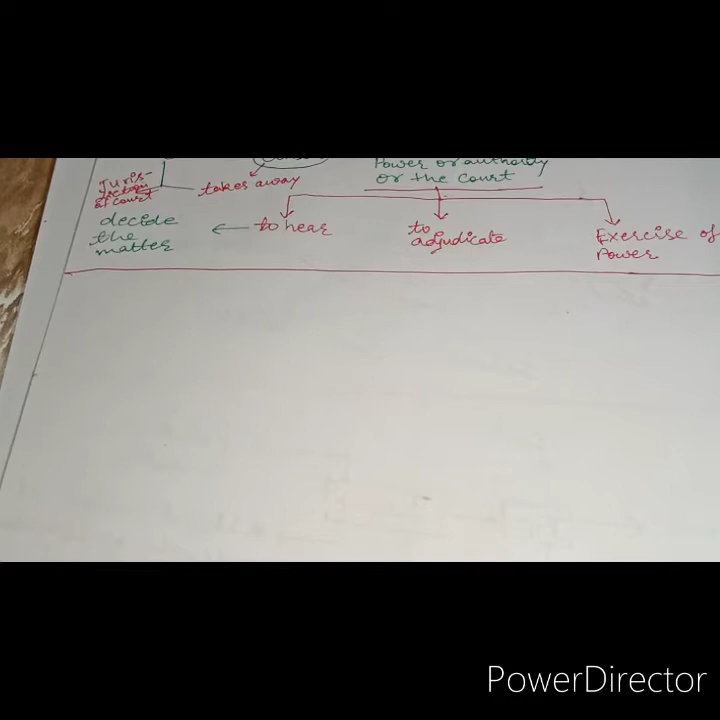 Power or authority
or the court
Juris-
diction
of court
takes away
decide
the
matter
to hear
to
adjudicate
Exercise of
Power
PowerDirector